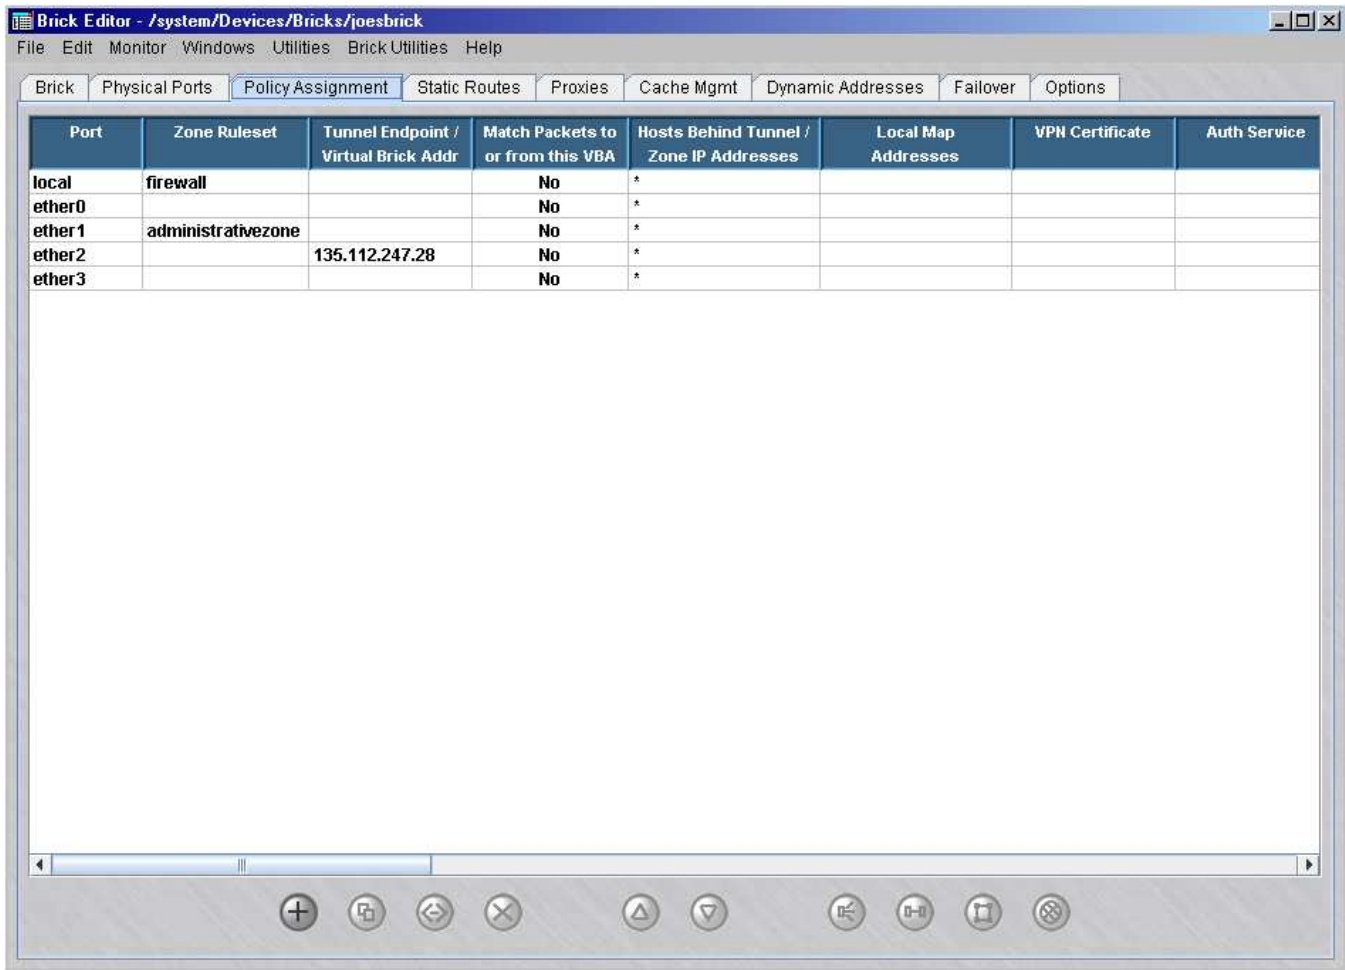 Brick Editor - /system/Devices/Bricks/joesbrick
File Edit Monitor Windows Utilities Brick Utilities Help
Brick Physical Ports Policy Assignment Static Routes Proxies Cache Mgmt Dynamic Addresses Failover Options
Port Zone Ruleset Tunnel Endpoint / Match Packets to Hosts Behind Tunnel / Local Map VPN Certificate Auth Service
Virtual Brick Addr or from this VBA Zone IP Addresses Addresses
local firewall No *
ether0 No *
ether1 administrativezone No *
ether2 135.112.247.28 No *
ether3 No *